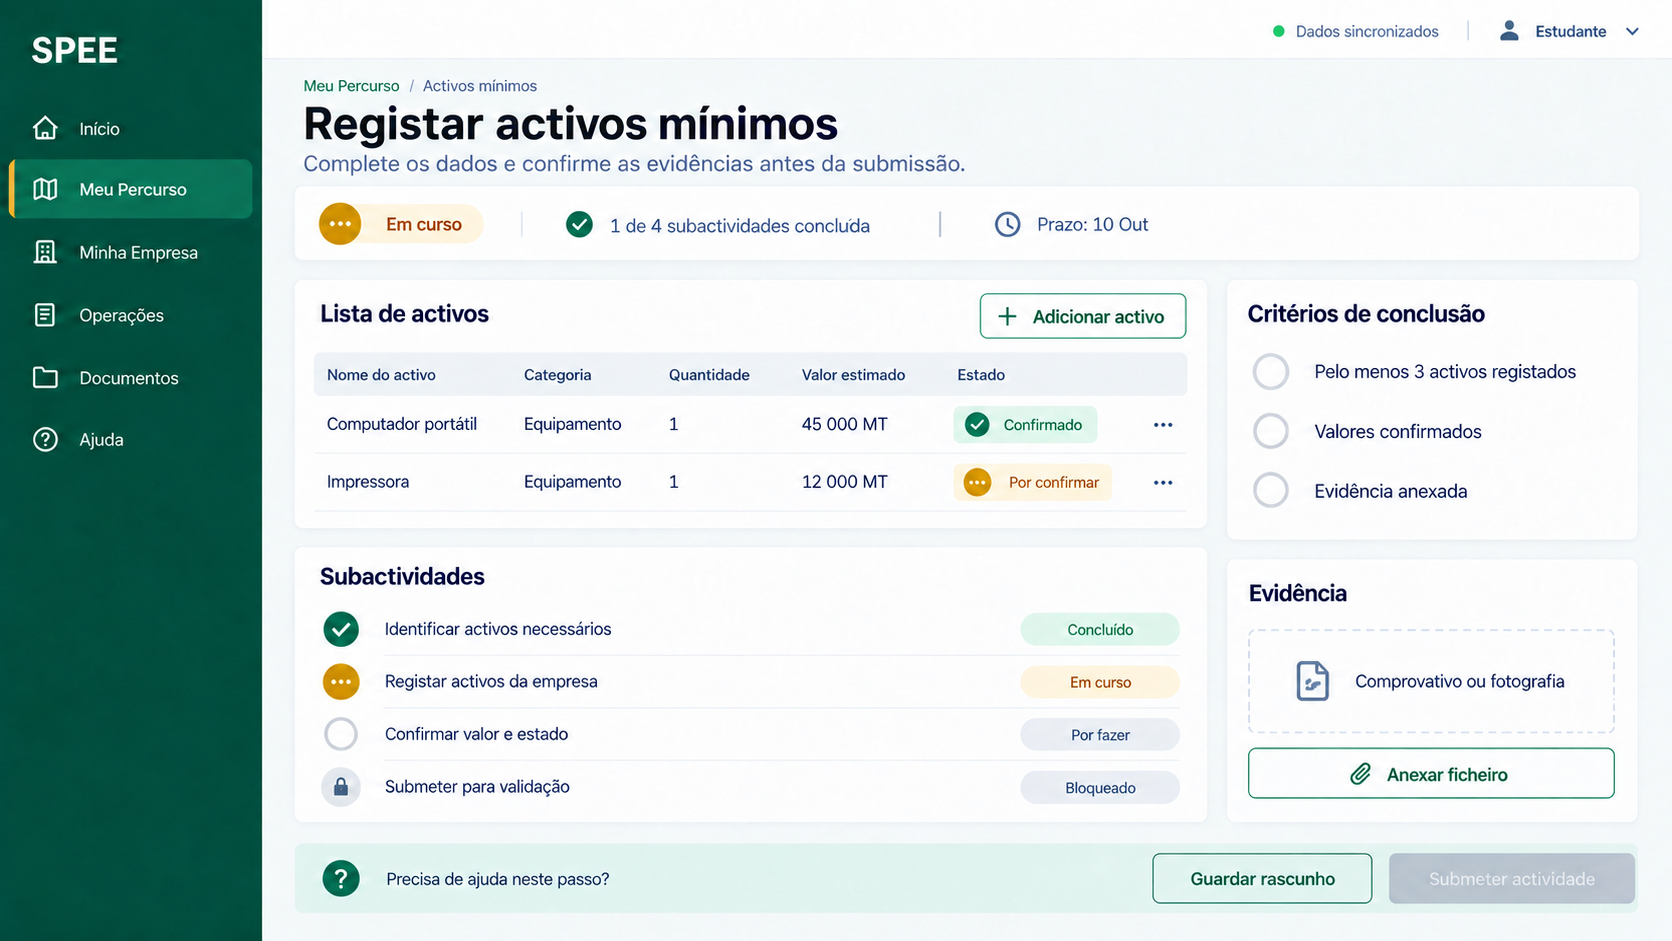 SPEE
Início
Meu Percurso
Minha Empresa
Operações
Documentos
Ajuda
Dados sincronizados
Estudante
Meu Percurso / Activos mínimos
Registar activos mínimos
Complete os dados e confirme as evidências antes da submissão.
Em curso
1 de 4 subactividades concluída
Prazo: 10 Out
Lista de activos
Adicionar activo
Nome do activo Categoria Quantidade Valor estimado Estado
Computador portátil Equipamento 1 45 000 MT Confirmado
Impressora Equipamento 1 12 000 MT Por confirmar
Critérios de conclusão
Pelo menos 3 activos registados
Valores confirmados
Evidência anexada
Subactividades
Identificar activos necessários Concluído
Registar activos da empresa Em curso
Confirmar valor e estado Por fazer
Submeter para validação Bloqueado
Evidência
Comprovativo ou fotografia
Anexar ficheiro
? Precisa de ajuda neste passo?
Guardar rascunho
Submeter actividade